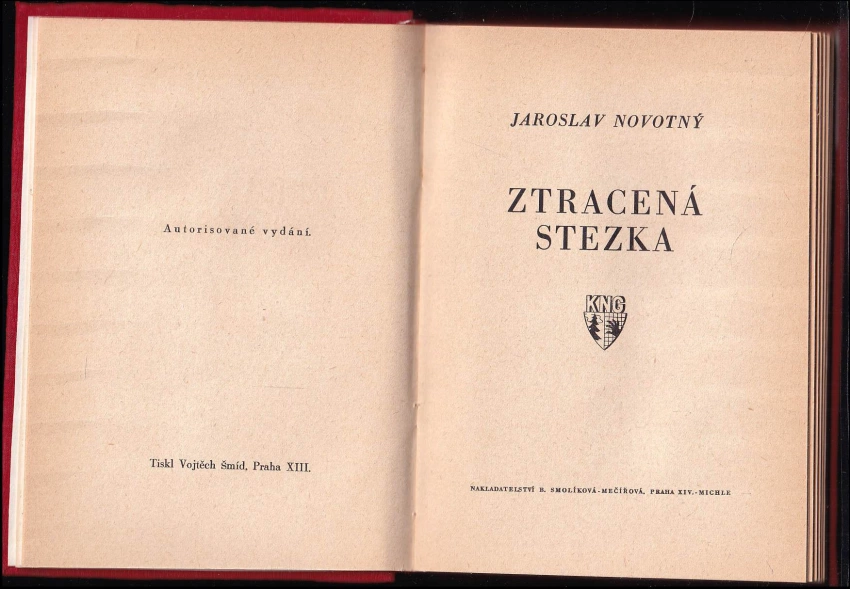 Autorisované vydání.
Tiskl Vojtěch Šmíd, Praha XIII.
JAROSLAV NOVOTNÝ
ZTRACENÁ
STEZKA
KNG
NAKLADATELSTVÍ B. SMOLÍKOVÁ-MEČÍŘOVÁ, PRAHA XIV.-MICHLE